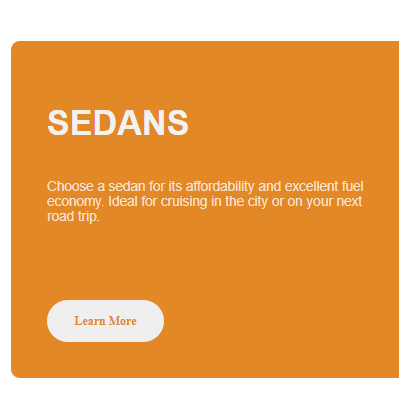 SEDANS
Choose a sedan for its affordability and excellent fuel
economy. Ideal for cruising in the city or on your next
road trip.
Learn More